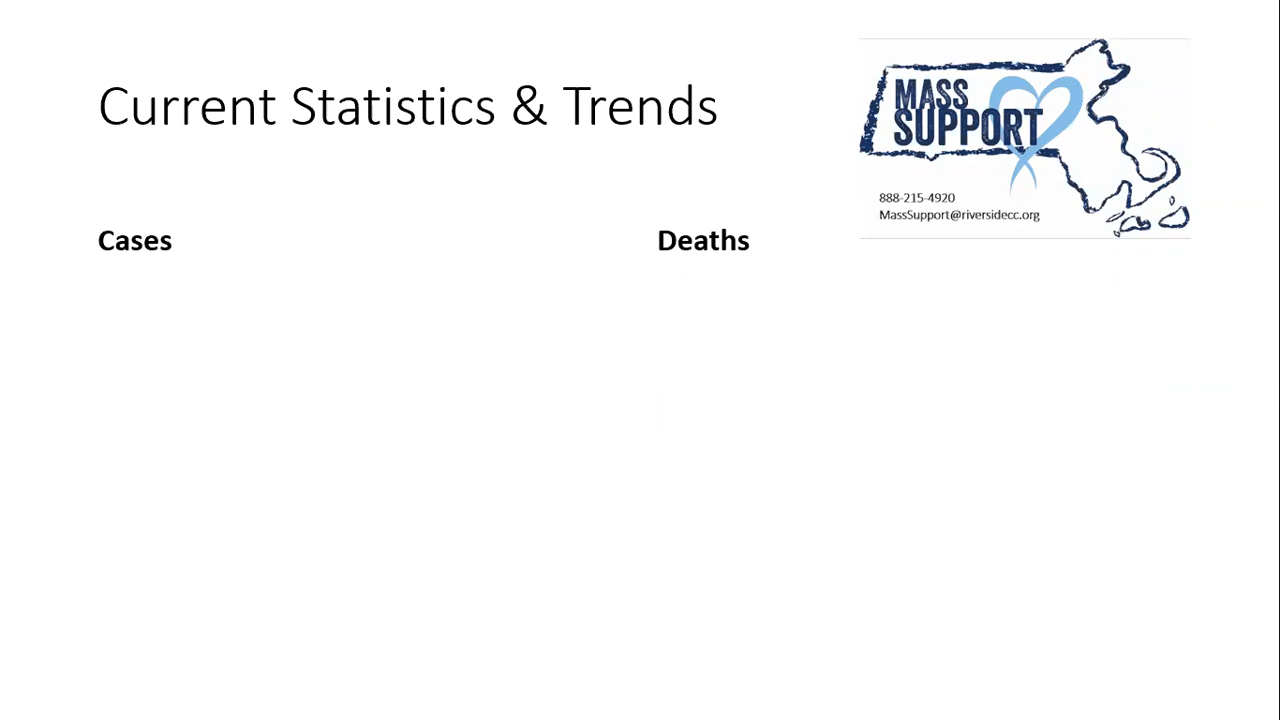 Current Statistics & Trends
MASS
SUPPORT
888-215-4920
MassSupport@riversidecc.org
Cases
Deaths